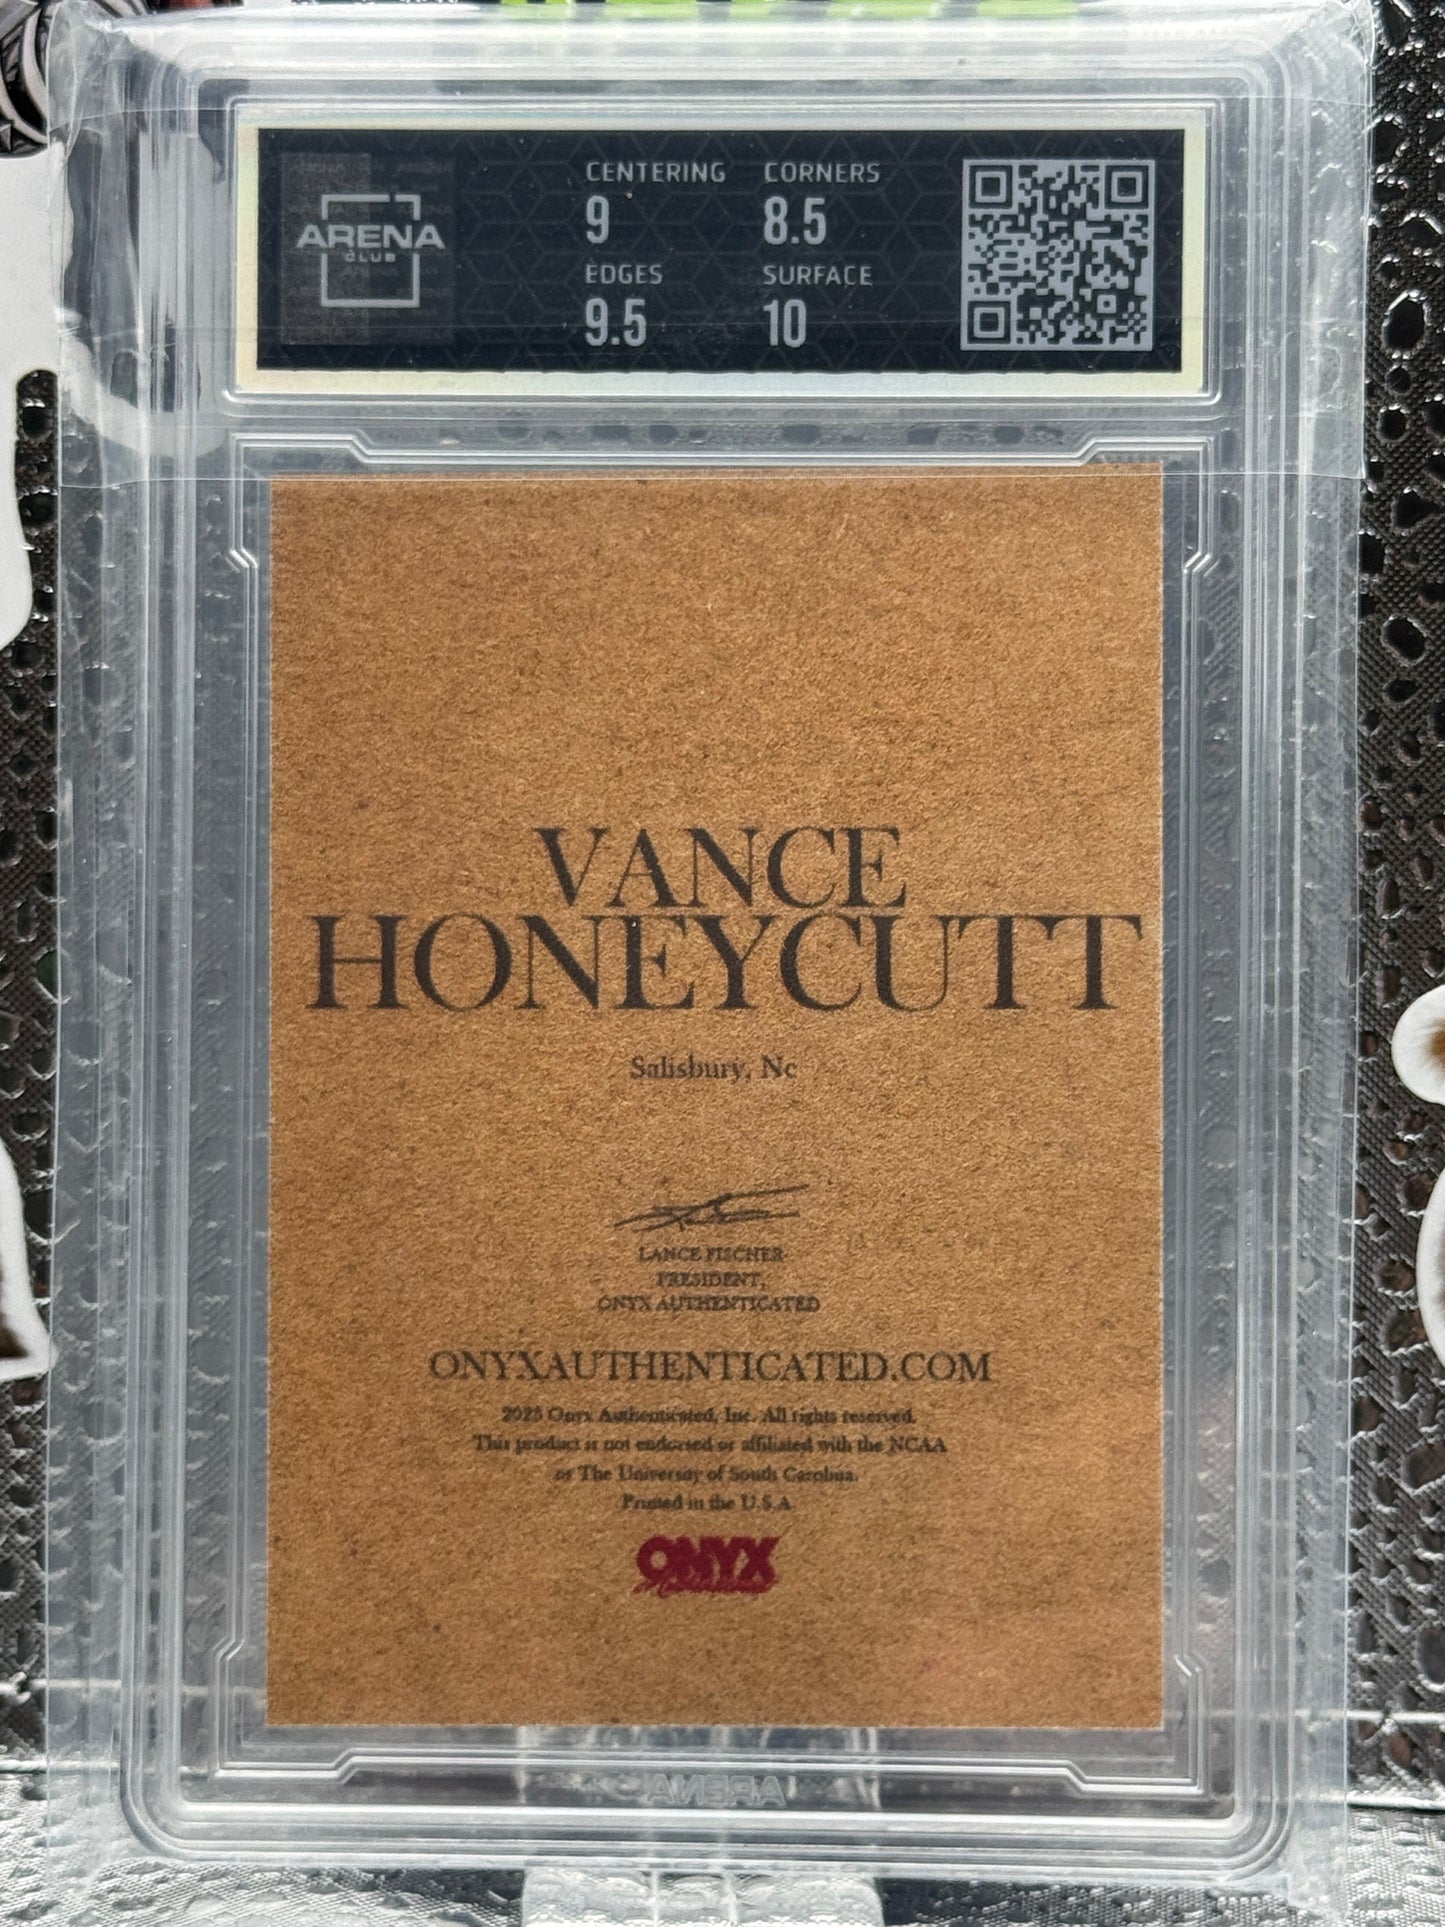 CENTERING CORNERS
9 8.5
EDGES SURFACE
9.5 10
ARENA
CLUB
VANCE
HONEYCUTT
Salisbury, Nc
LANCE FISCHER
PRESIDENT,
ONYX AUTHENTICATED
ONYXAUTHENTICATED.COM
2025 Onyx Authenticated, Inc. All rights reserved.
This product is not endorsed or affiliated with the NCAA
or The University of South Carolina.
Printed in the U.S.A
ONYX
ARENA